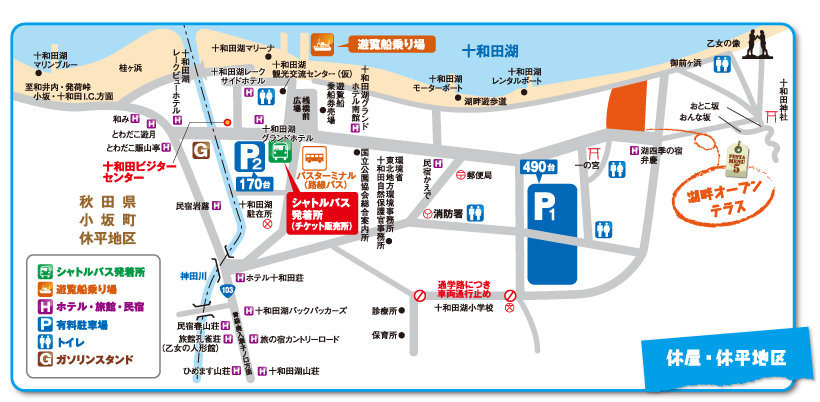 十和田湖
マリンブルー
桂ヶ浜
至和井内・発荷峠
小坂・十和田I.C.方面
十和田湖
レークビューホテル
十和田湖マリーナ
遊覧船乗り場
十和田湖
乙女の像
御前ヶ浜
十和田湖レーク
サイドホテル
十和田湖
観光交流センター(仮)
桟橋前
広場
遊覧船
乗船券売場
十和田湖グランド
ホテル南館
十和田湖
モーターボート
十和田湖
レンタルボート
湖畔遊歩道
十和田神社
おとこ坂
おんな坂
和み
とわだこ遊月
とわだこ賑山亭
十和田ビジター
センター
十和田湖
グランドホテル
P2
170台
バスターミナル
(路線バス)
シャトルバス
発着所
(チケット販売所)
国立公園協会総合案内所
環境省
東北地方環境事務所
十和田自然保護官事務所
民宿かえで
郵便局
消防署
490台
P1
一の宮
湖四季の宿
弁慶
FESTA
MENU
5
湖畔オープン
テラス
秋田県
小坂町
休平地区
民宿岩蕗
十和田湖
駐在所
神田川
103
ホテル十和田荘
通学路につき
車両通行止め
十和田湖小学校
十和田湖バックパッカーズ
診療所
民宿春山荘
旅館孔雀荘
(乙女の人形館)
旅の宿カントリーロード
保育所
ひめます山荘
十和田湖山荘
シャトルバス発着所
遊覧船乗り場
H ホテル・旅館・民宿
P 有料駐車場
トイレ
G ガソリンスタンド
休屋・休平地区